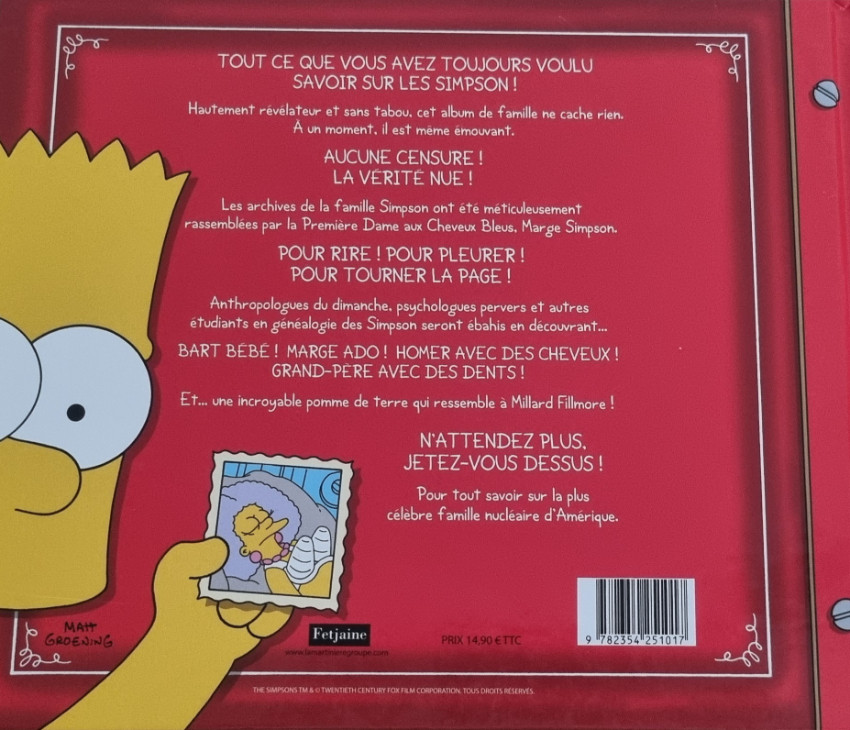 TOUT CE QUE VOUS AVEZ TOUJOURS VOULU
SAVOIR SUR LES SIMPSON !
Hautement révélateur et sans tabou, cet album de famille ne cache rien.
À un moment, il est même émouvant.
AUCUNE CENSURE !
LA VÉRITÉ NUE !
Les archives de la famille Simpson ont été méticuleusement
rassemblées par la Première Dame aux Cheveux Bleus, Marge Simpson.
POUR RIRE ! POUR PLEURER !
POUR TOURNER LA PAGE !
Anthropologues du dimanche, psychologues pervers et autres
étudiants en généalogie des Simpson seront ébahis en découvrant...
BART BÉBÉ ! MARGE ADO ! HOMER AVEC DES CHEVEUX !
GRAND-PÈRE AVEC DES DENTS !
Et... une incroyable pomme de terre qui ressemble à Millard Fillmore !
N'ATTENDEZ PLUS,
JETEZ-VOUS DESSUS !
Pour tout savoir sur la plus
célèbre famille nucléaire d'Amérique.
MATT
GROENING
Fetjaine
www.lamartinieregroupe.com
PRIX 14,90 € TTC
9 782354 251017
THE SIMPSONS TM & © TWENTIETH CENTURY FOX FILM CORPORATION. TOUS DROITS RÉSERVÉS.